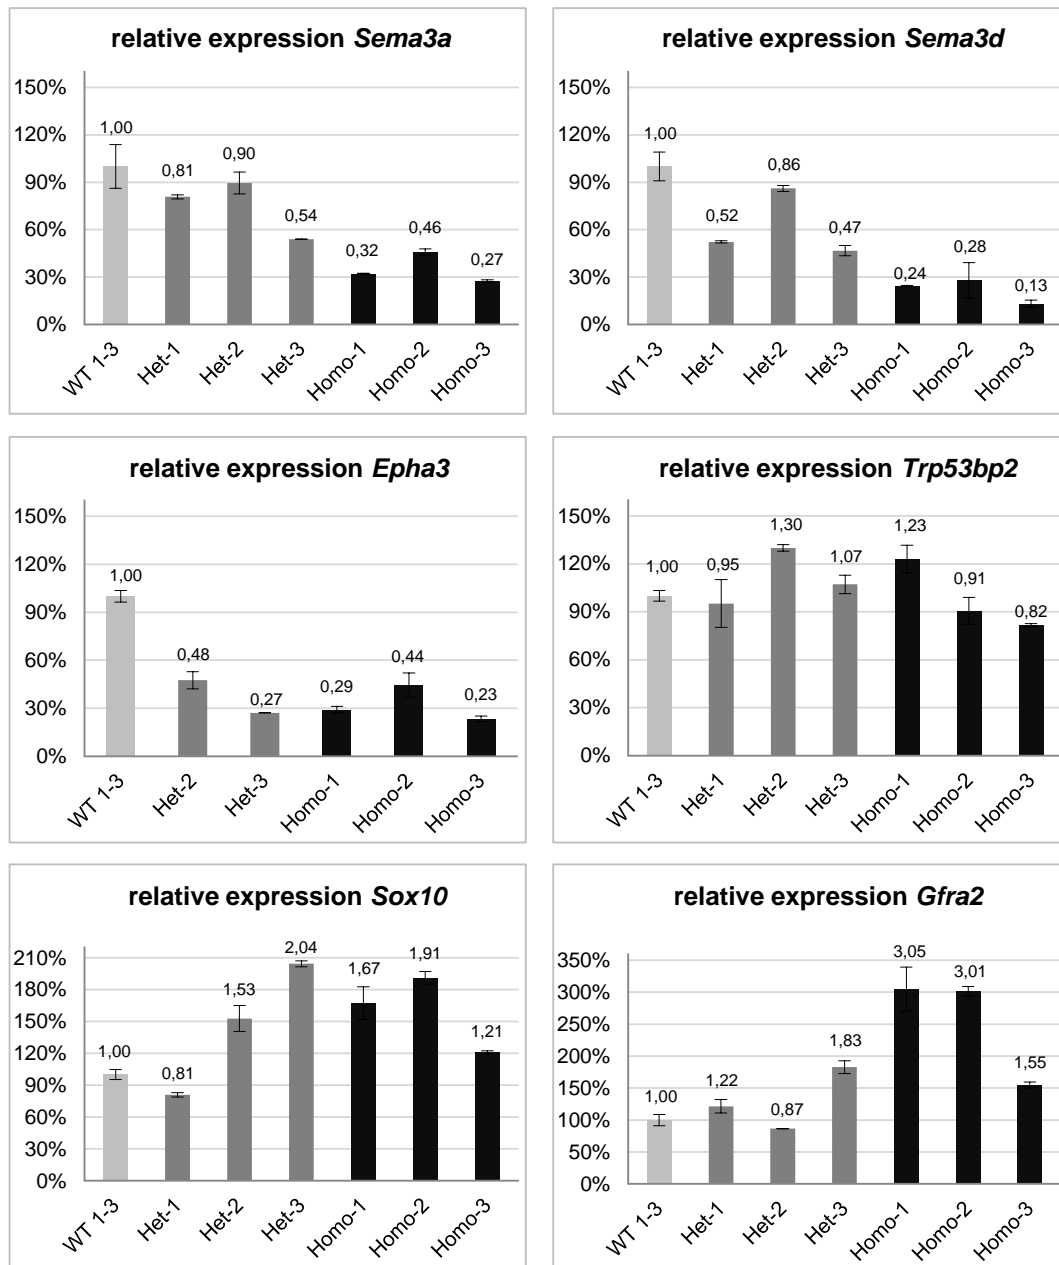 relative expression Sema3a
150%
120%
90%
60%
30%
0%
1,00
0,81
0,90
0,54
0,32
0,46
0,27
WT 1-3
Het-1
Het-2
Het-3
Homo-1
Homo-2
Homo-3
relative expression Sema3d
150%
120%
90%
60%
30%
0%
1,00
0,52
0,86
0,47
0,24
0,28
0,13
WT 1-3
Het-1
Het-2
Het-3
Homo-1
Homo-2
Homo-3
relative expression Epha3
150%
120%
90%
60%
30%
0%
1,00
0,48
0,27
0,29
0,44
0,23
WT 1-3
Het-2
Het-3
Homo-1
Homo-2
Homo-3
relative expression Trp53bp2
150%
120%
90%
60%
30%
0%
1,00
0,95
1,30
1,07
1,23
0,91
0,82
WT 1-3
Het-1
Het-2
Het-3
Homo-1
Homo-2
Homo-3
relative expression Sox10
210%
180%
150%
120%
90%
60%
30%
0%
1,00
0,81
1,53
2,04
1,67
1,91
1,21
WT 1-3
Het-1
Het-2
Het-3
Homo-1
Homo-2
Homo-3
relative expression Gfra2
350%
300%
250%
200%
150%
100%
50%
0%
1,00
1,22
0,87
1,83
3,05
3,01
1,55
WT 1-3
Het-1
Het-2
Het-3
Homo-1
Homo-2
Homo-3